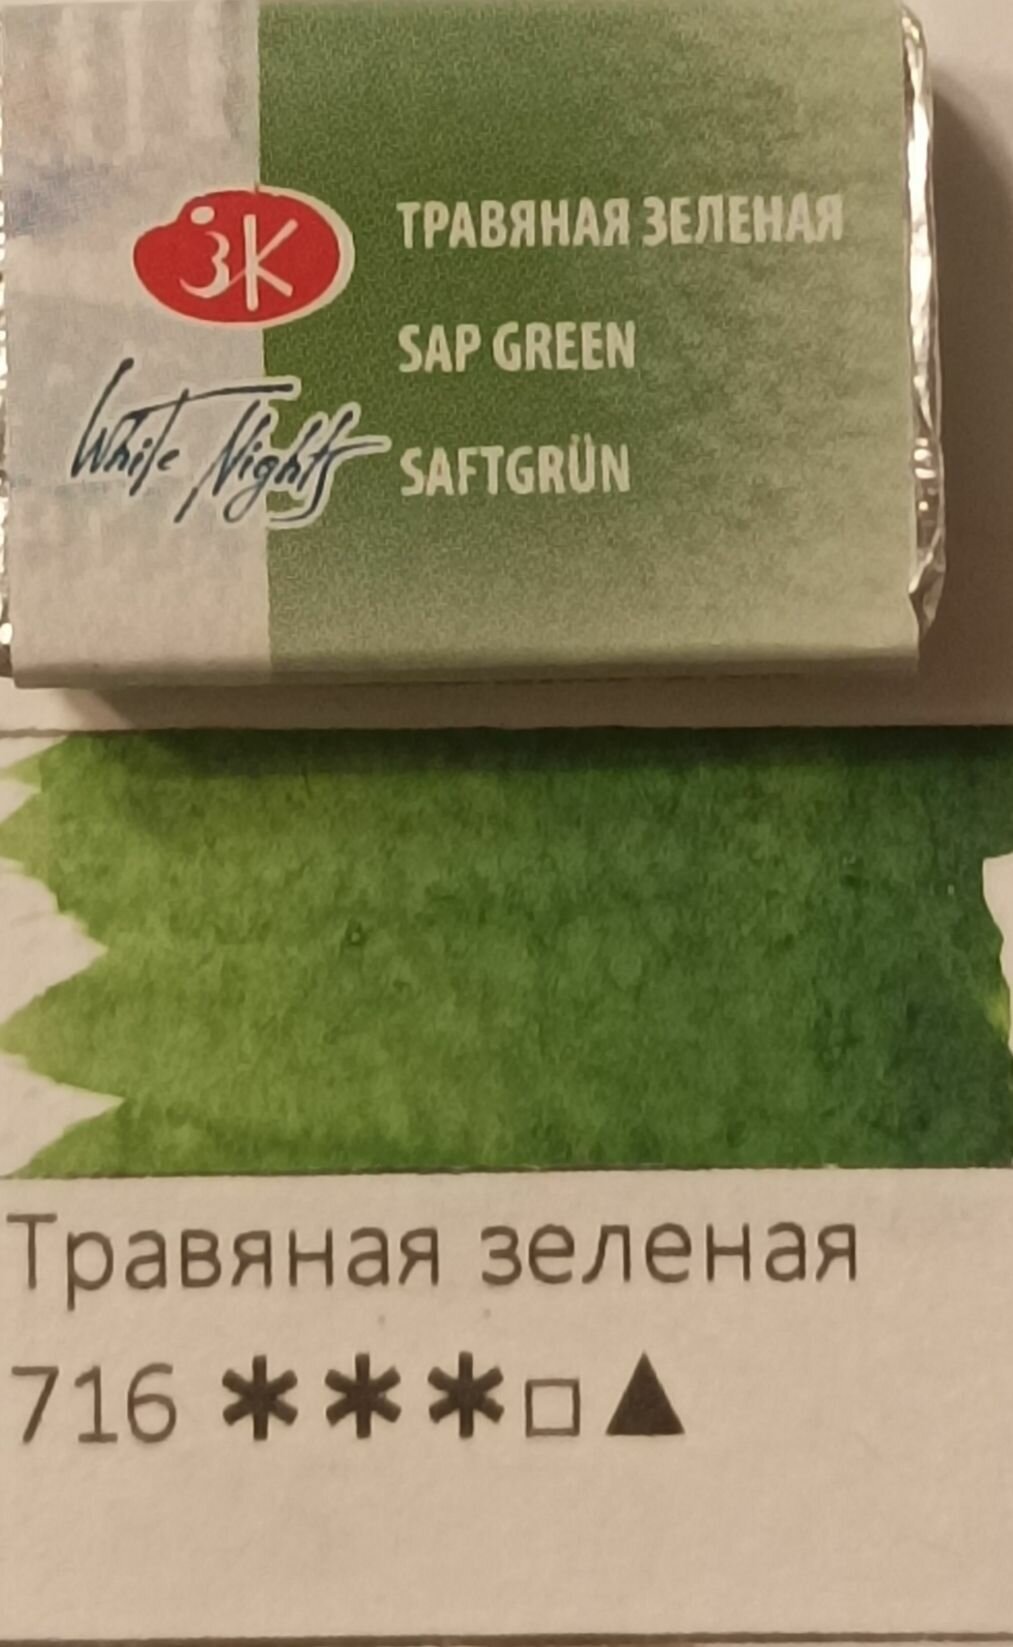 ЗК
ТРАВЯНАЯ ЗЕЛЕНАЯ
SAP GREEN
White Nights
SAFTGRÜN
Травяная зеленая
716 ***□▲